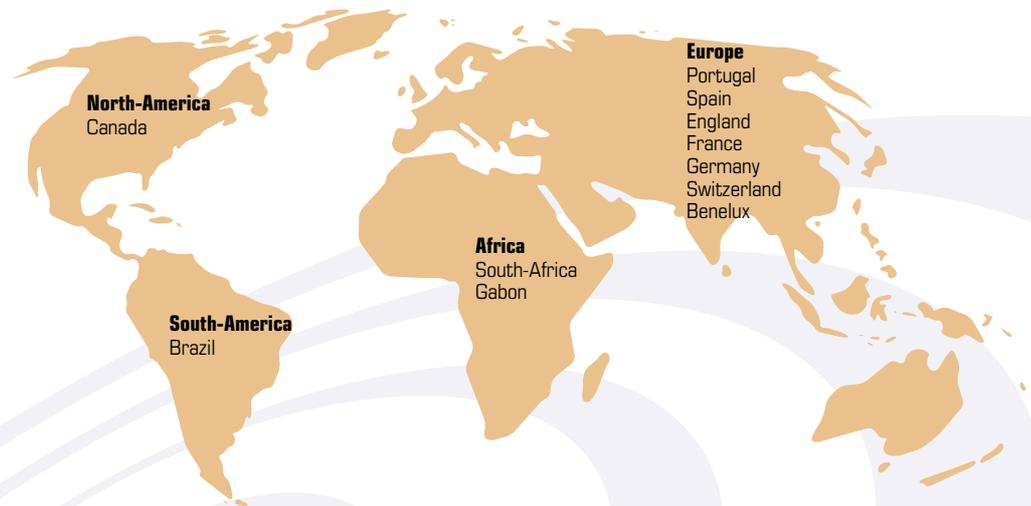 North-America
Canada
South-America
Brazil
Africa
South-Africa
Gabon
Europe
Portugal
Spain
England
France
Germany
Switzerland
Benelux